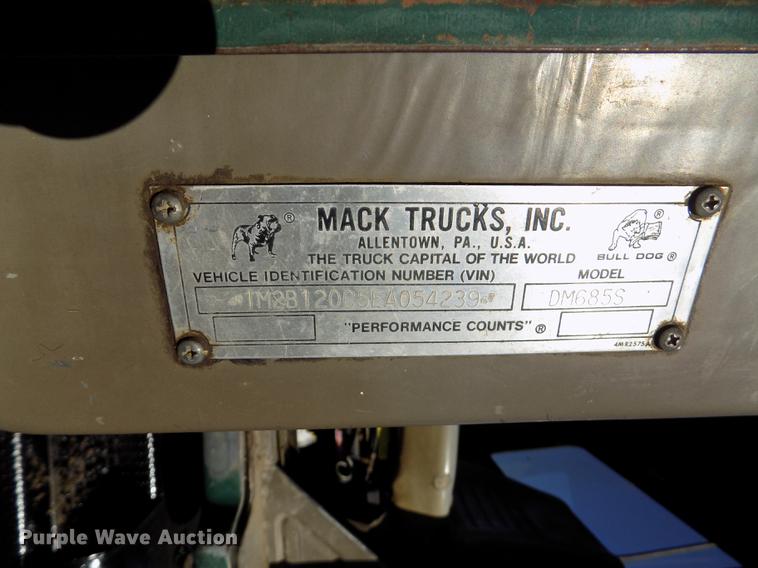 MACK TRUCKS, INC.
ALLENTOWN, PA., U.S.A.
THE TRUCK CAPITAL OF THE WORLD
BULL DOG ®
VEHICLE IDENTIFICATION NUMBER (VIN)
MODEL
1M2B120C5EA054239
DM685S
"PERFORMANCE COUNTS" ®
Purple Wave Auction